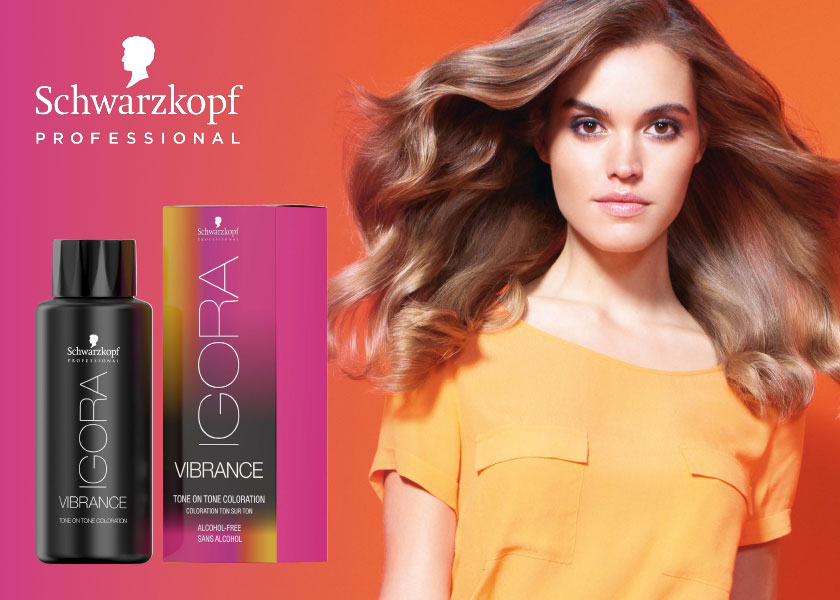 Schwarzkopf
PROFESSIONAL
Schwarzkopf
PROFESSIONAL
IGORA
VIBRANCE
TONE ON TONE COLORATION
Schwarzkopf
PROFESSIONAL
IGORA
VIBRANCE
TONE ON TONE COLORATION
COLORATION TON SUR TON
ALCOHOL-FREE
SANS ALCOHOL